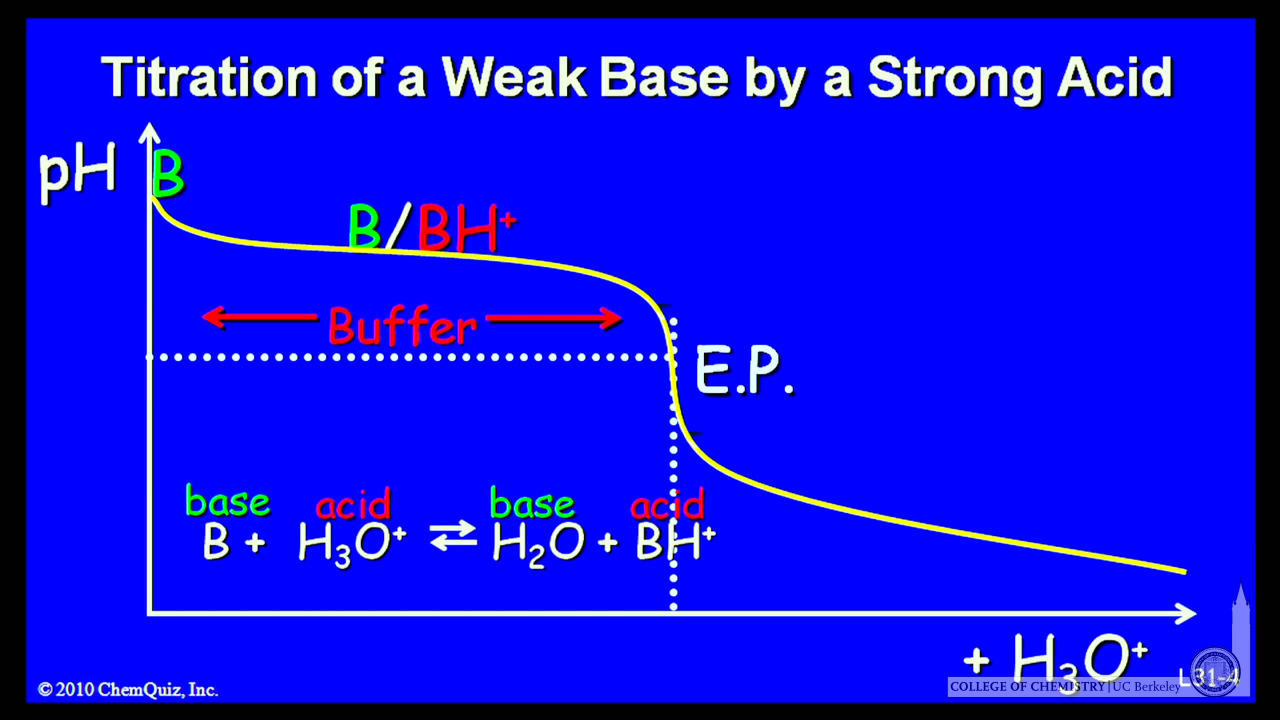 Titration of a Weak Base by a Strong Acid
pH
B
B/BH⁺
Buffer
E.P.
base acid base acid
B + H₃O⁺ ⇌ H₂O + BH⁺
+ H₃O⁺
© 2010 ChemQuiz, Inc.
COLLEGE OF CHEMISTRY | UC Berkeley
L31-4